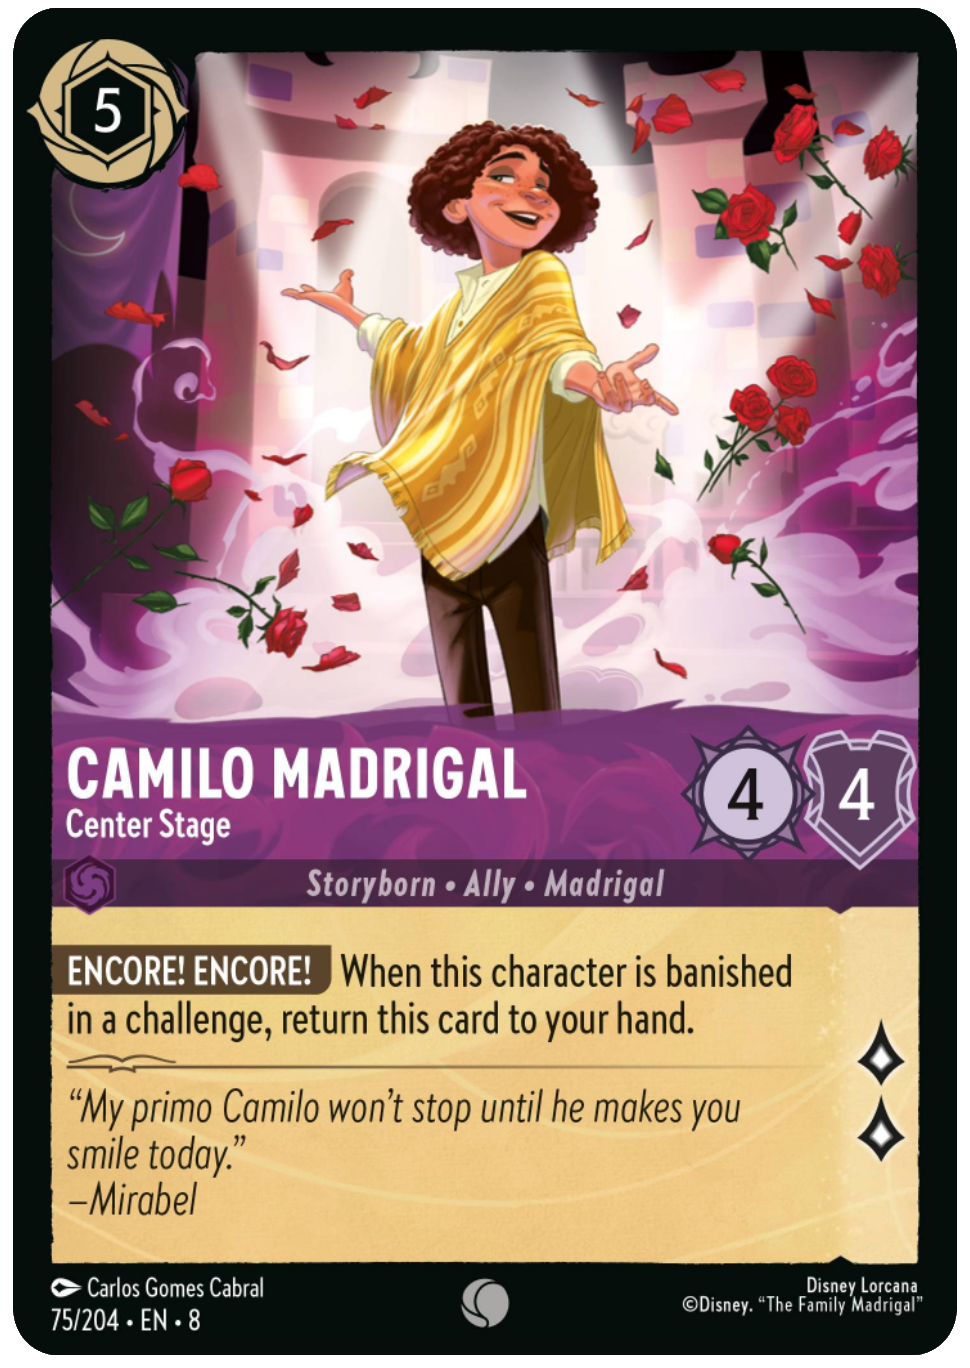 5
CAMILO MADRIGAL
Center Stage
4
4
Storyborn • Ally • Madrigal
ENCORE! ENCORE! When this character is banished
in a challenge, return this card to your hand.
“My primo Camilo won’t stop until he makes you
smile today.”
–Mirabel
Carlos Gomes Cabral
75/204 • EN • 8
Disney Lorcana
©Disney. “The Family Madrigal”